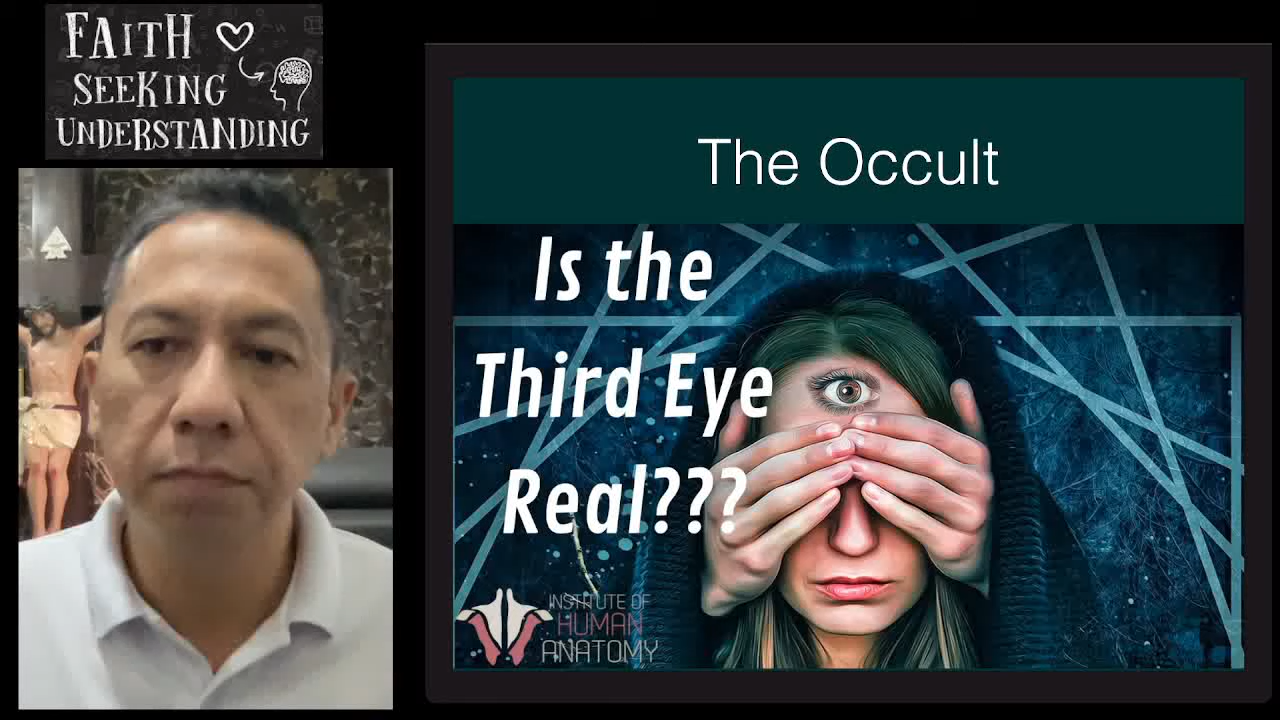 FAITH
SEEKING
UNDERSTANDING
The Occult
Is the
Third Eye
Real???
INSTITUTE OF
HUMAN
ANATOMY